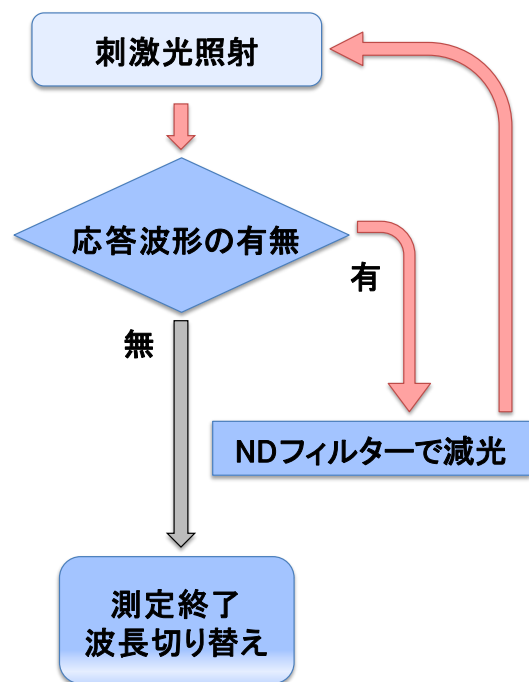 刺激光照射
応答波形の有無
有
無
NDフィルターで減光
測定終了
波長切り替え